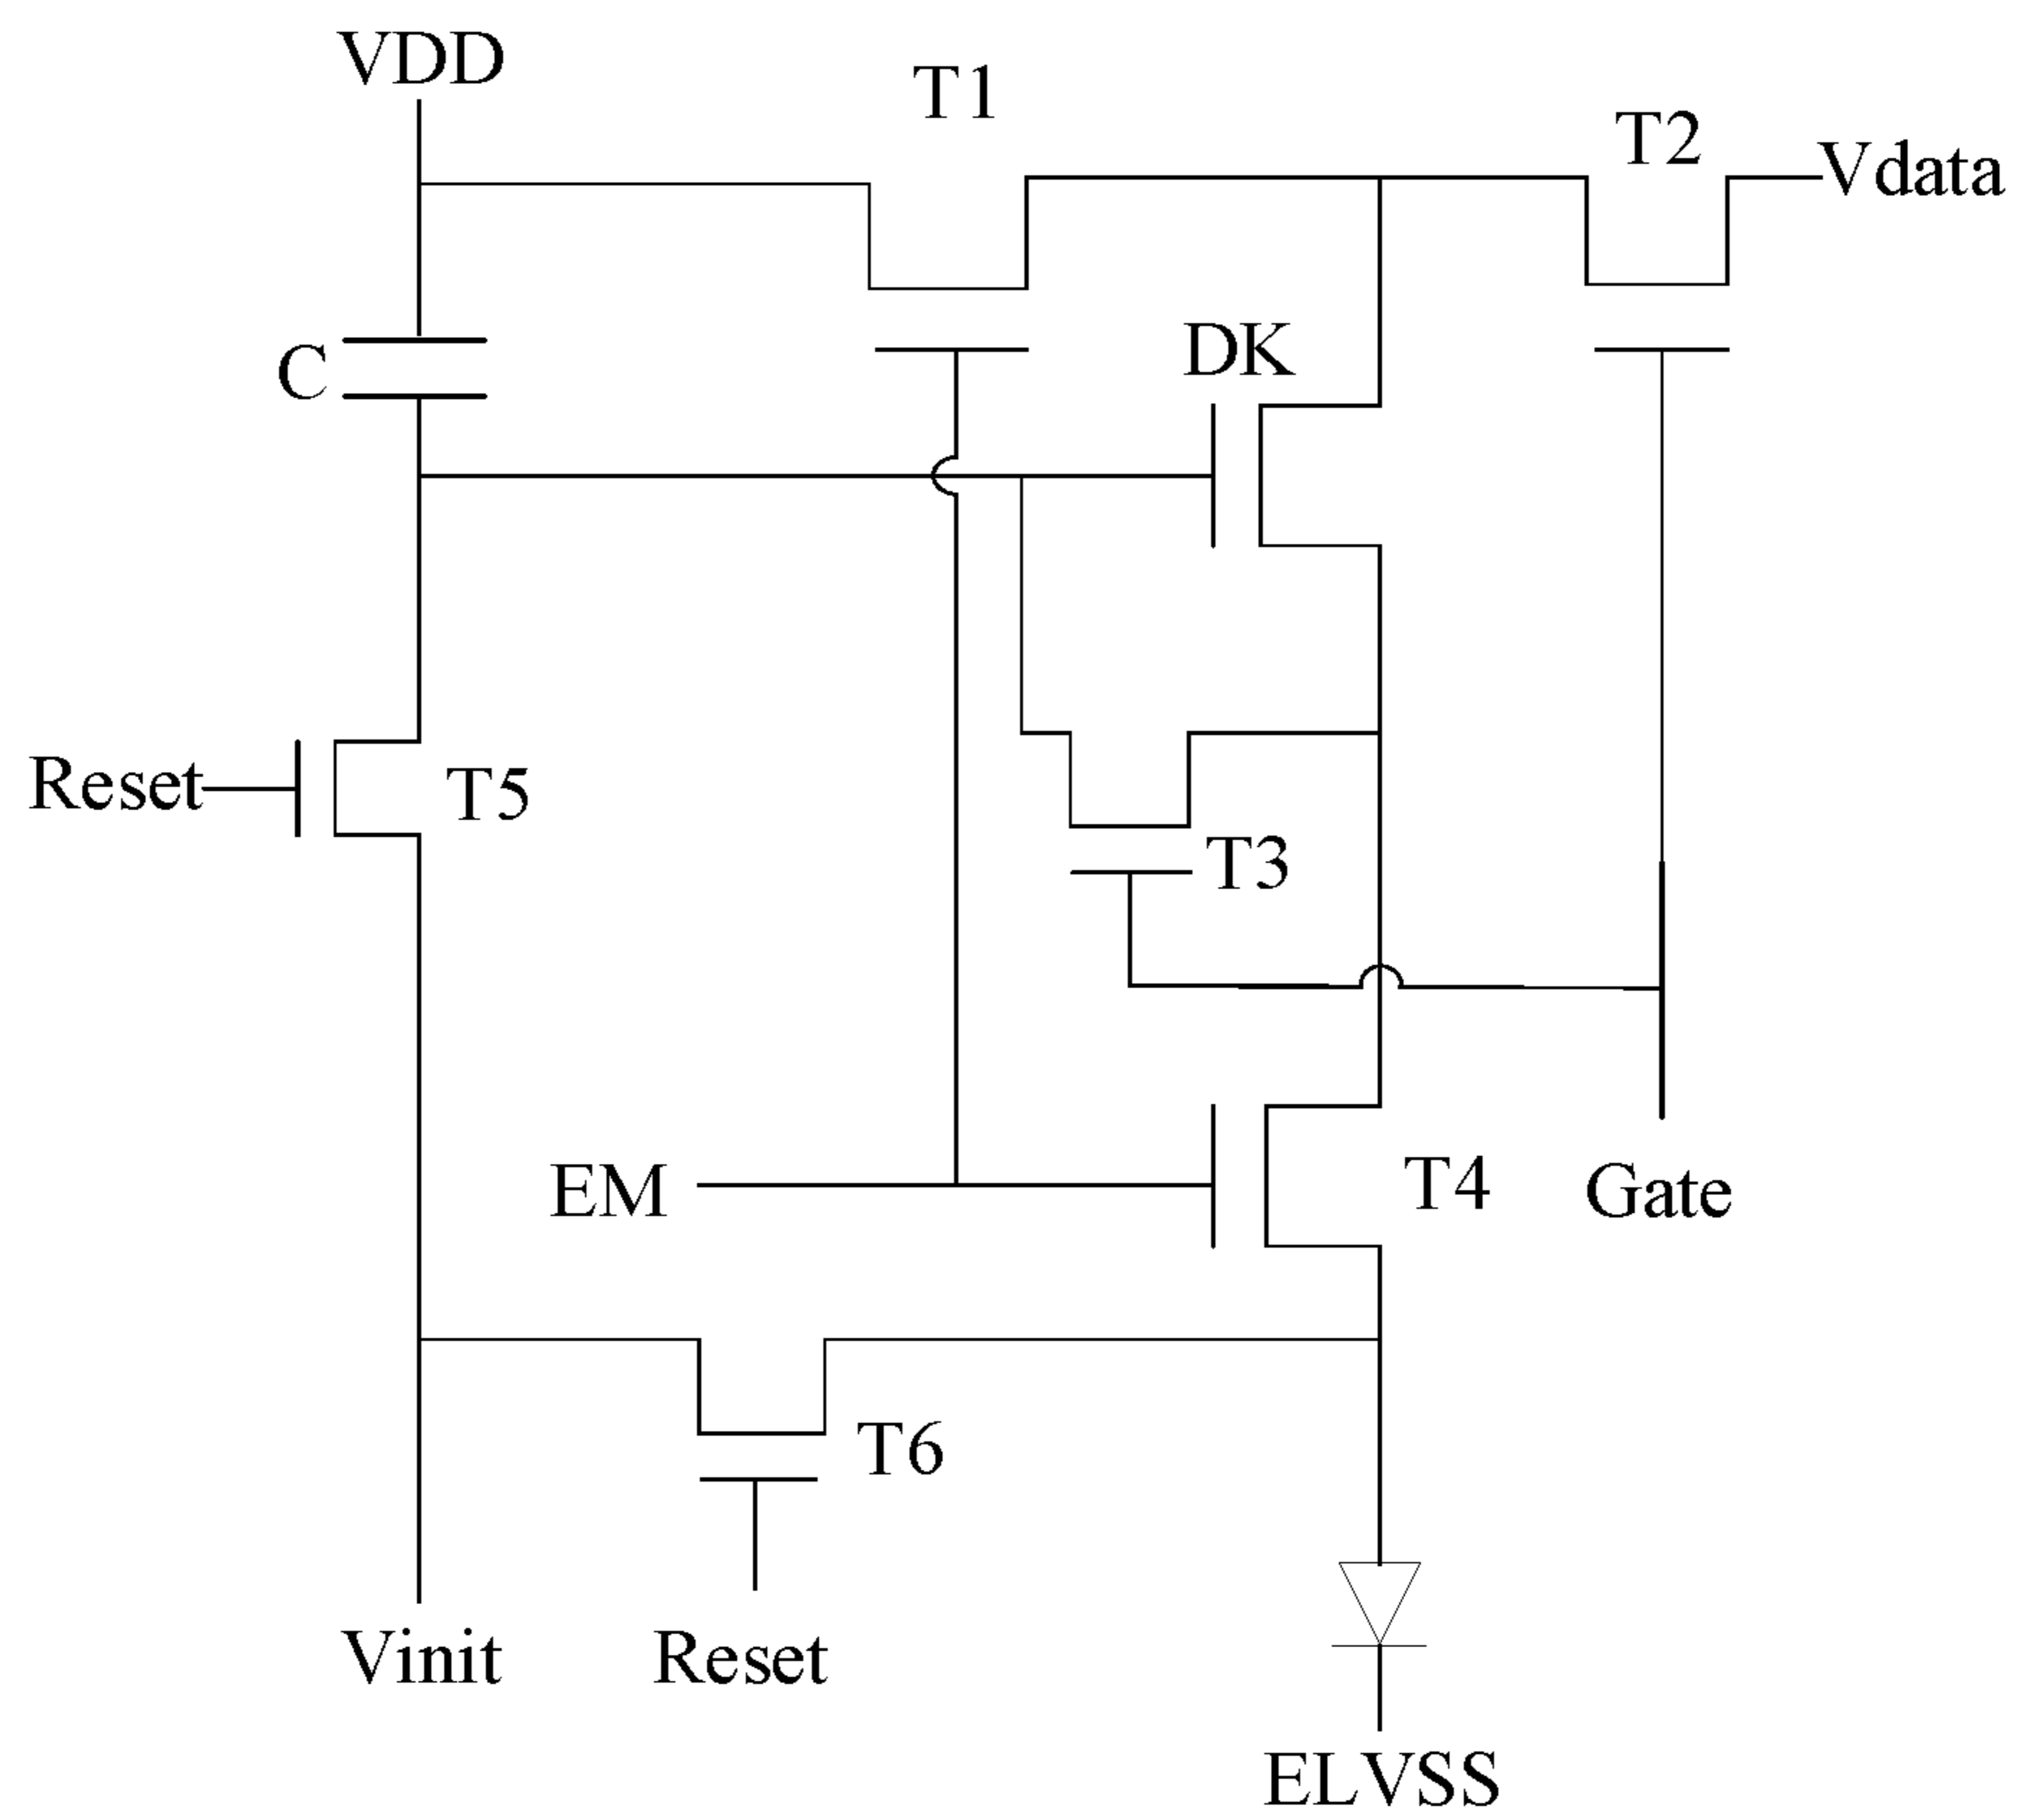 VDD
T1
T2
Vdata
DK
C
Reset
T5
T3
EM
T4
Gate
T6
Vinit
Reset
ELVSS